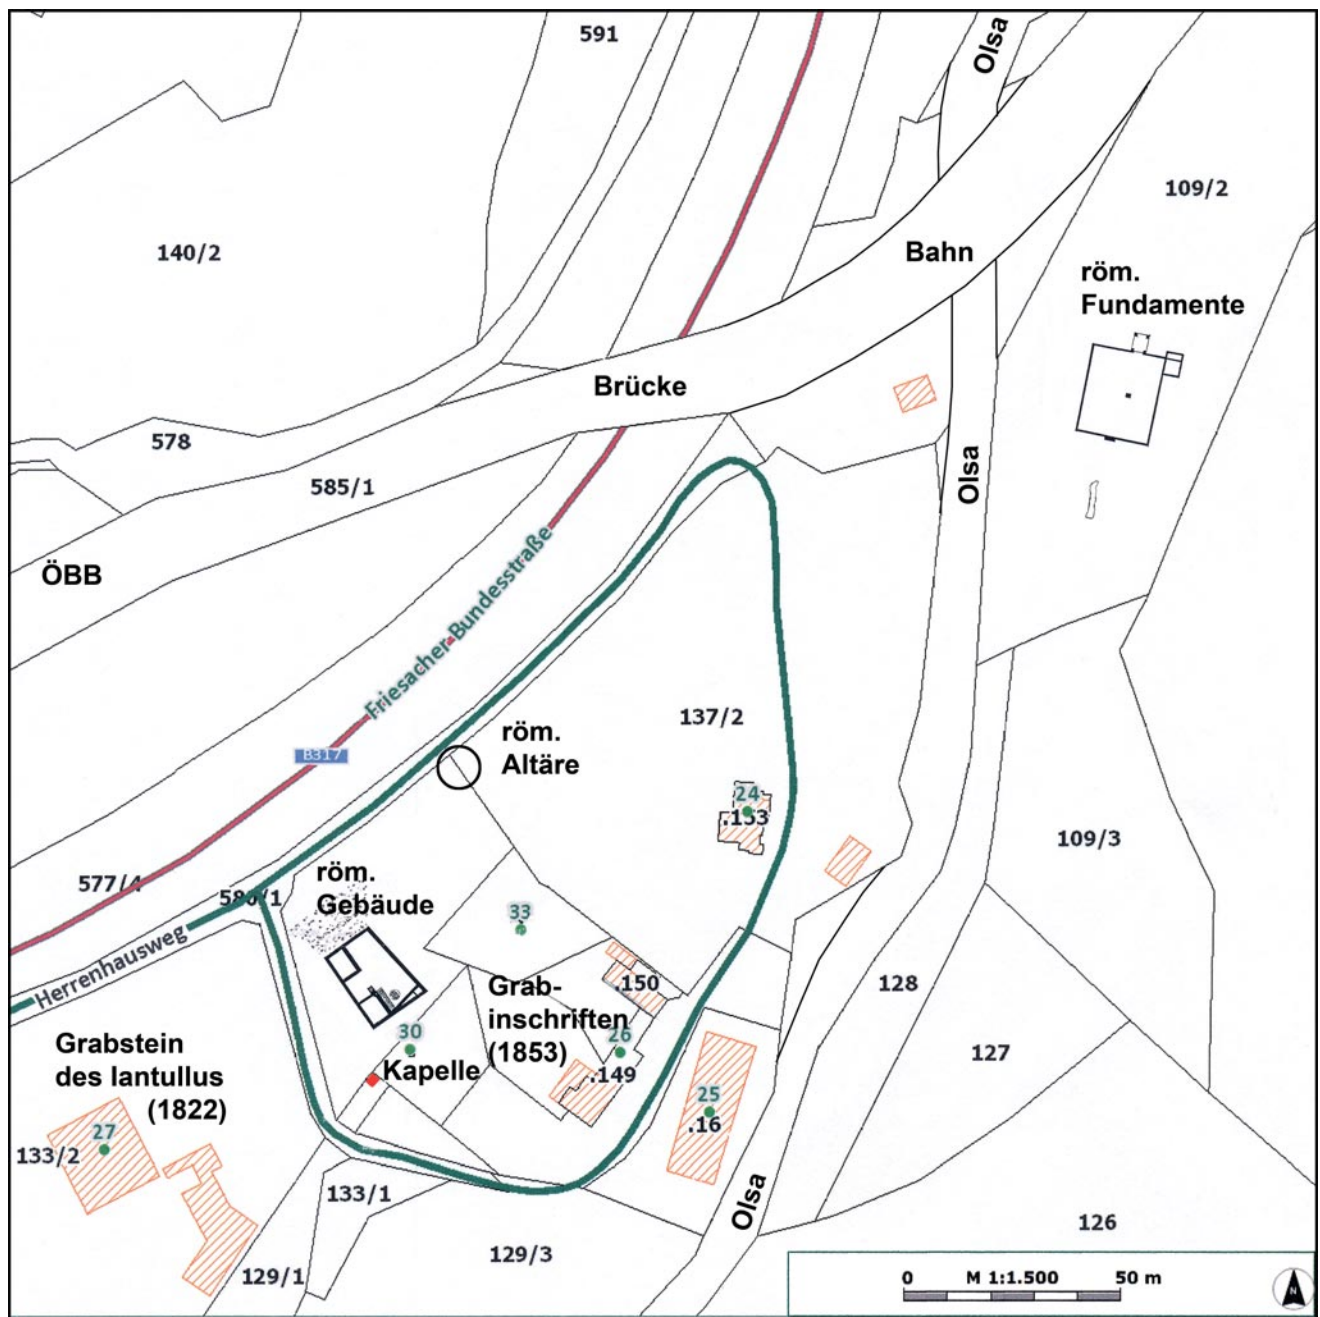 591
Olsa
109/2
140/2
Bahn
röm.
Fundamente
Brücke
578
585/1
Olsa
ÖBB
Friesacher Bundesstraße
137/2
röm.
Altäre
B317
24
.153
109/3
577/4
580/1
röm.
Gebäude
33
Herrenhausweg
.150
128
Grab-
inschriften
(1853)
26
30
Kapelle
.149
127
Grabstein
des Iantullus
(1822)
25
.16
27
133/2
133/1
Olsa
126
129/3
129/1
0 M 1:1.500 50 m
N